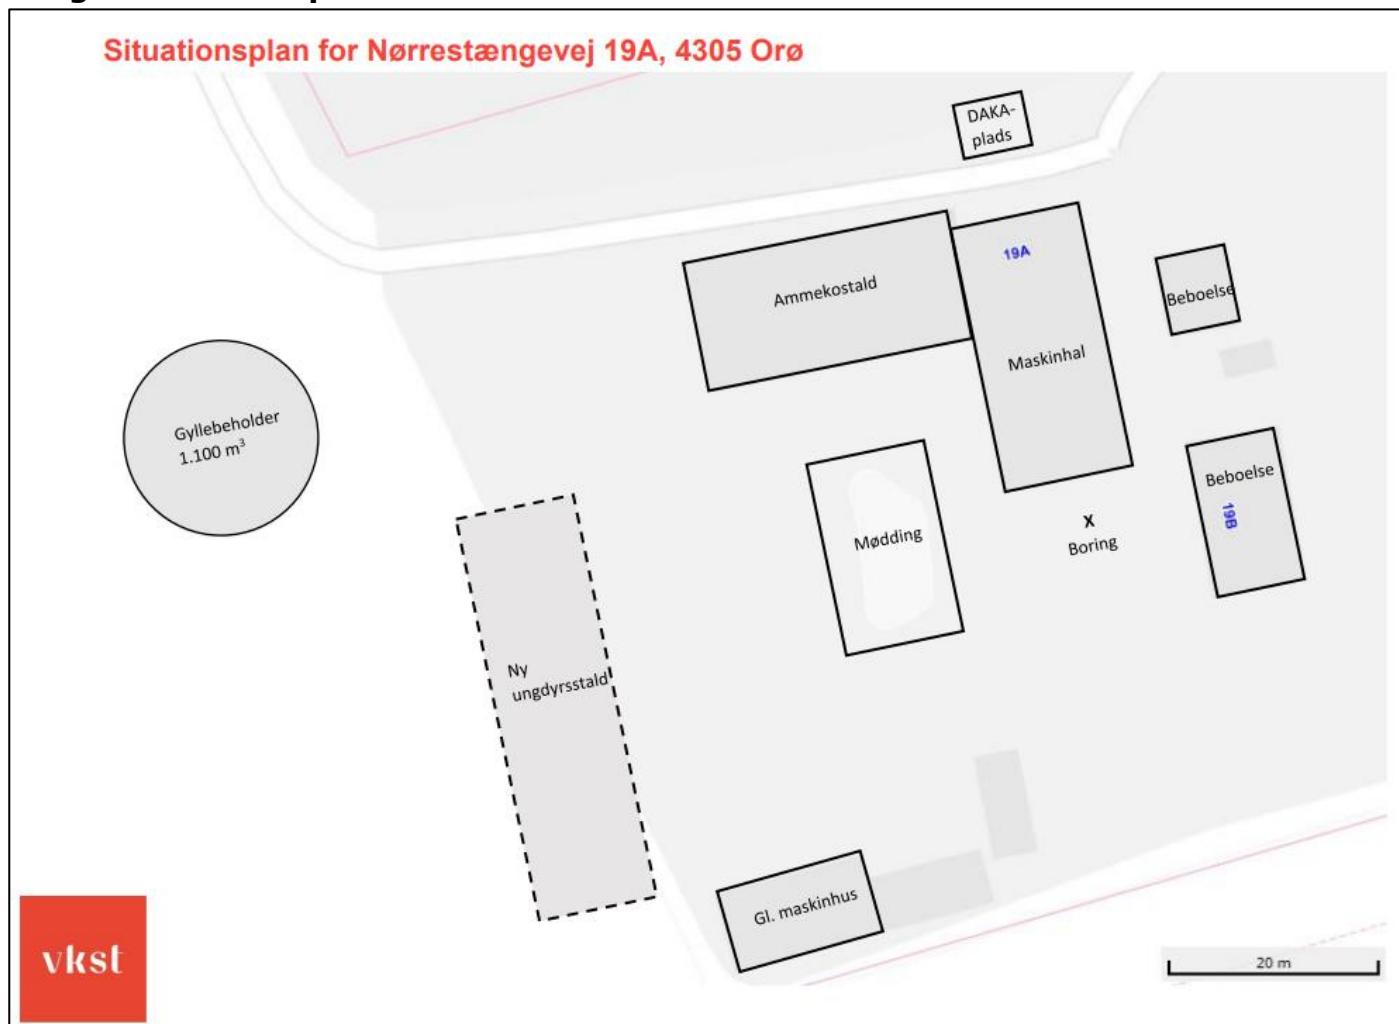 Situationsplan for Nørrestængevej 19A, 4305 Orø
DAKA-
plads
19A
Ammekostald
Beboelse
Maskinhal
Gyllebeholder
1.100 m³
Beboelse
19B
X
Boring
Mødding
Ny
ungdyrsstald
Gl. maskinhus
vkst
20 m